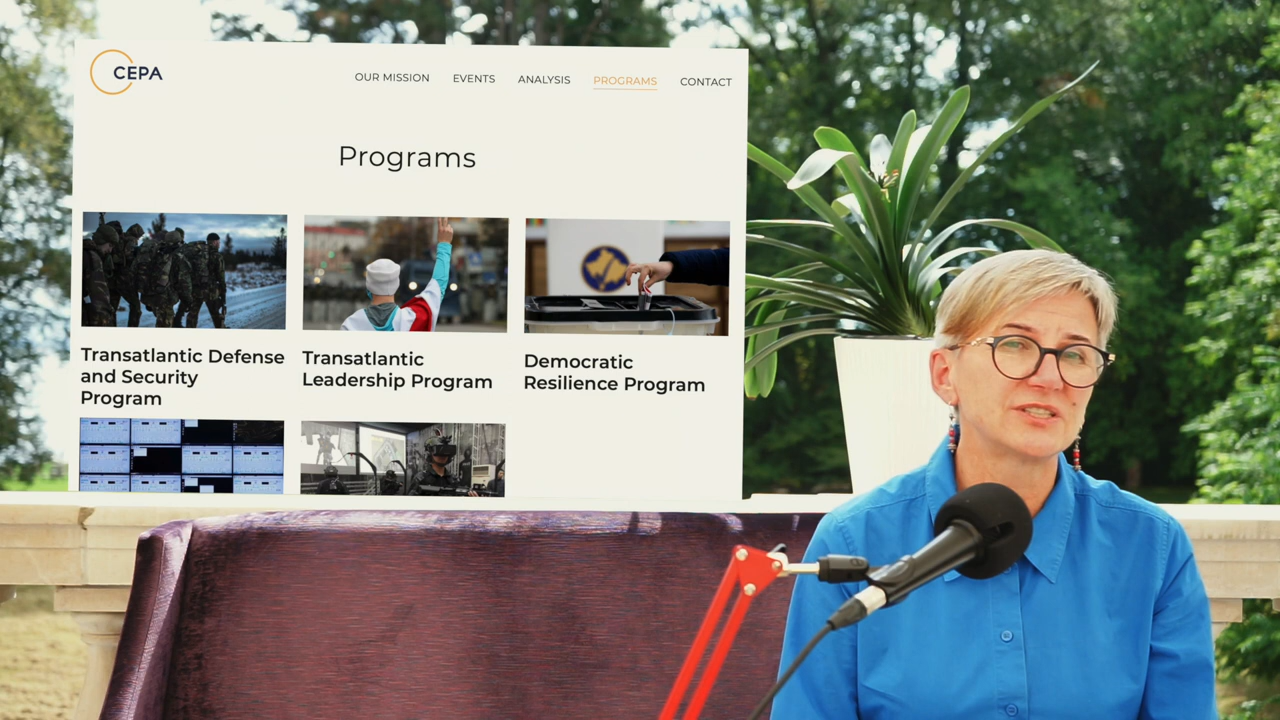 CEPA
OUR MISSION EVENTS ANALYSIS PROGRAMS CONTACT
Programs
Transatlantic Defense
and Security
Program
Transatlantic
Leadership Program
Democratic
Resilience Program